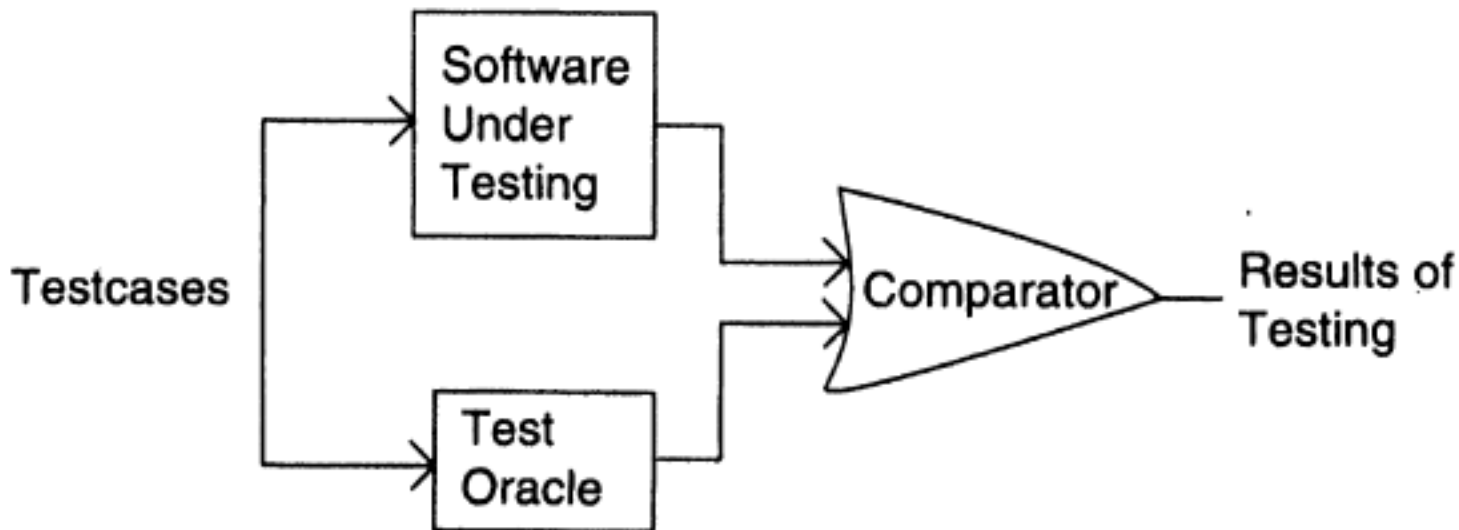 Software
Under
Testing
Testcases
Comparator
Results of
Testing
Test
Oracle